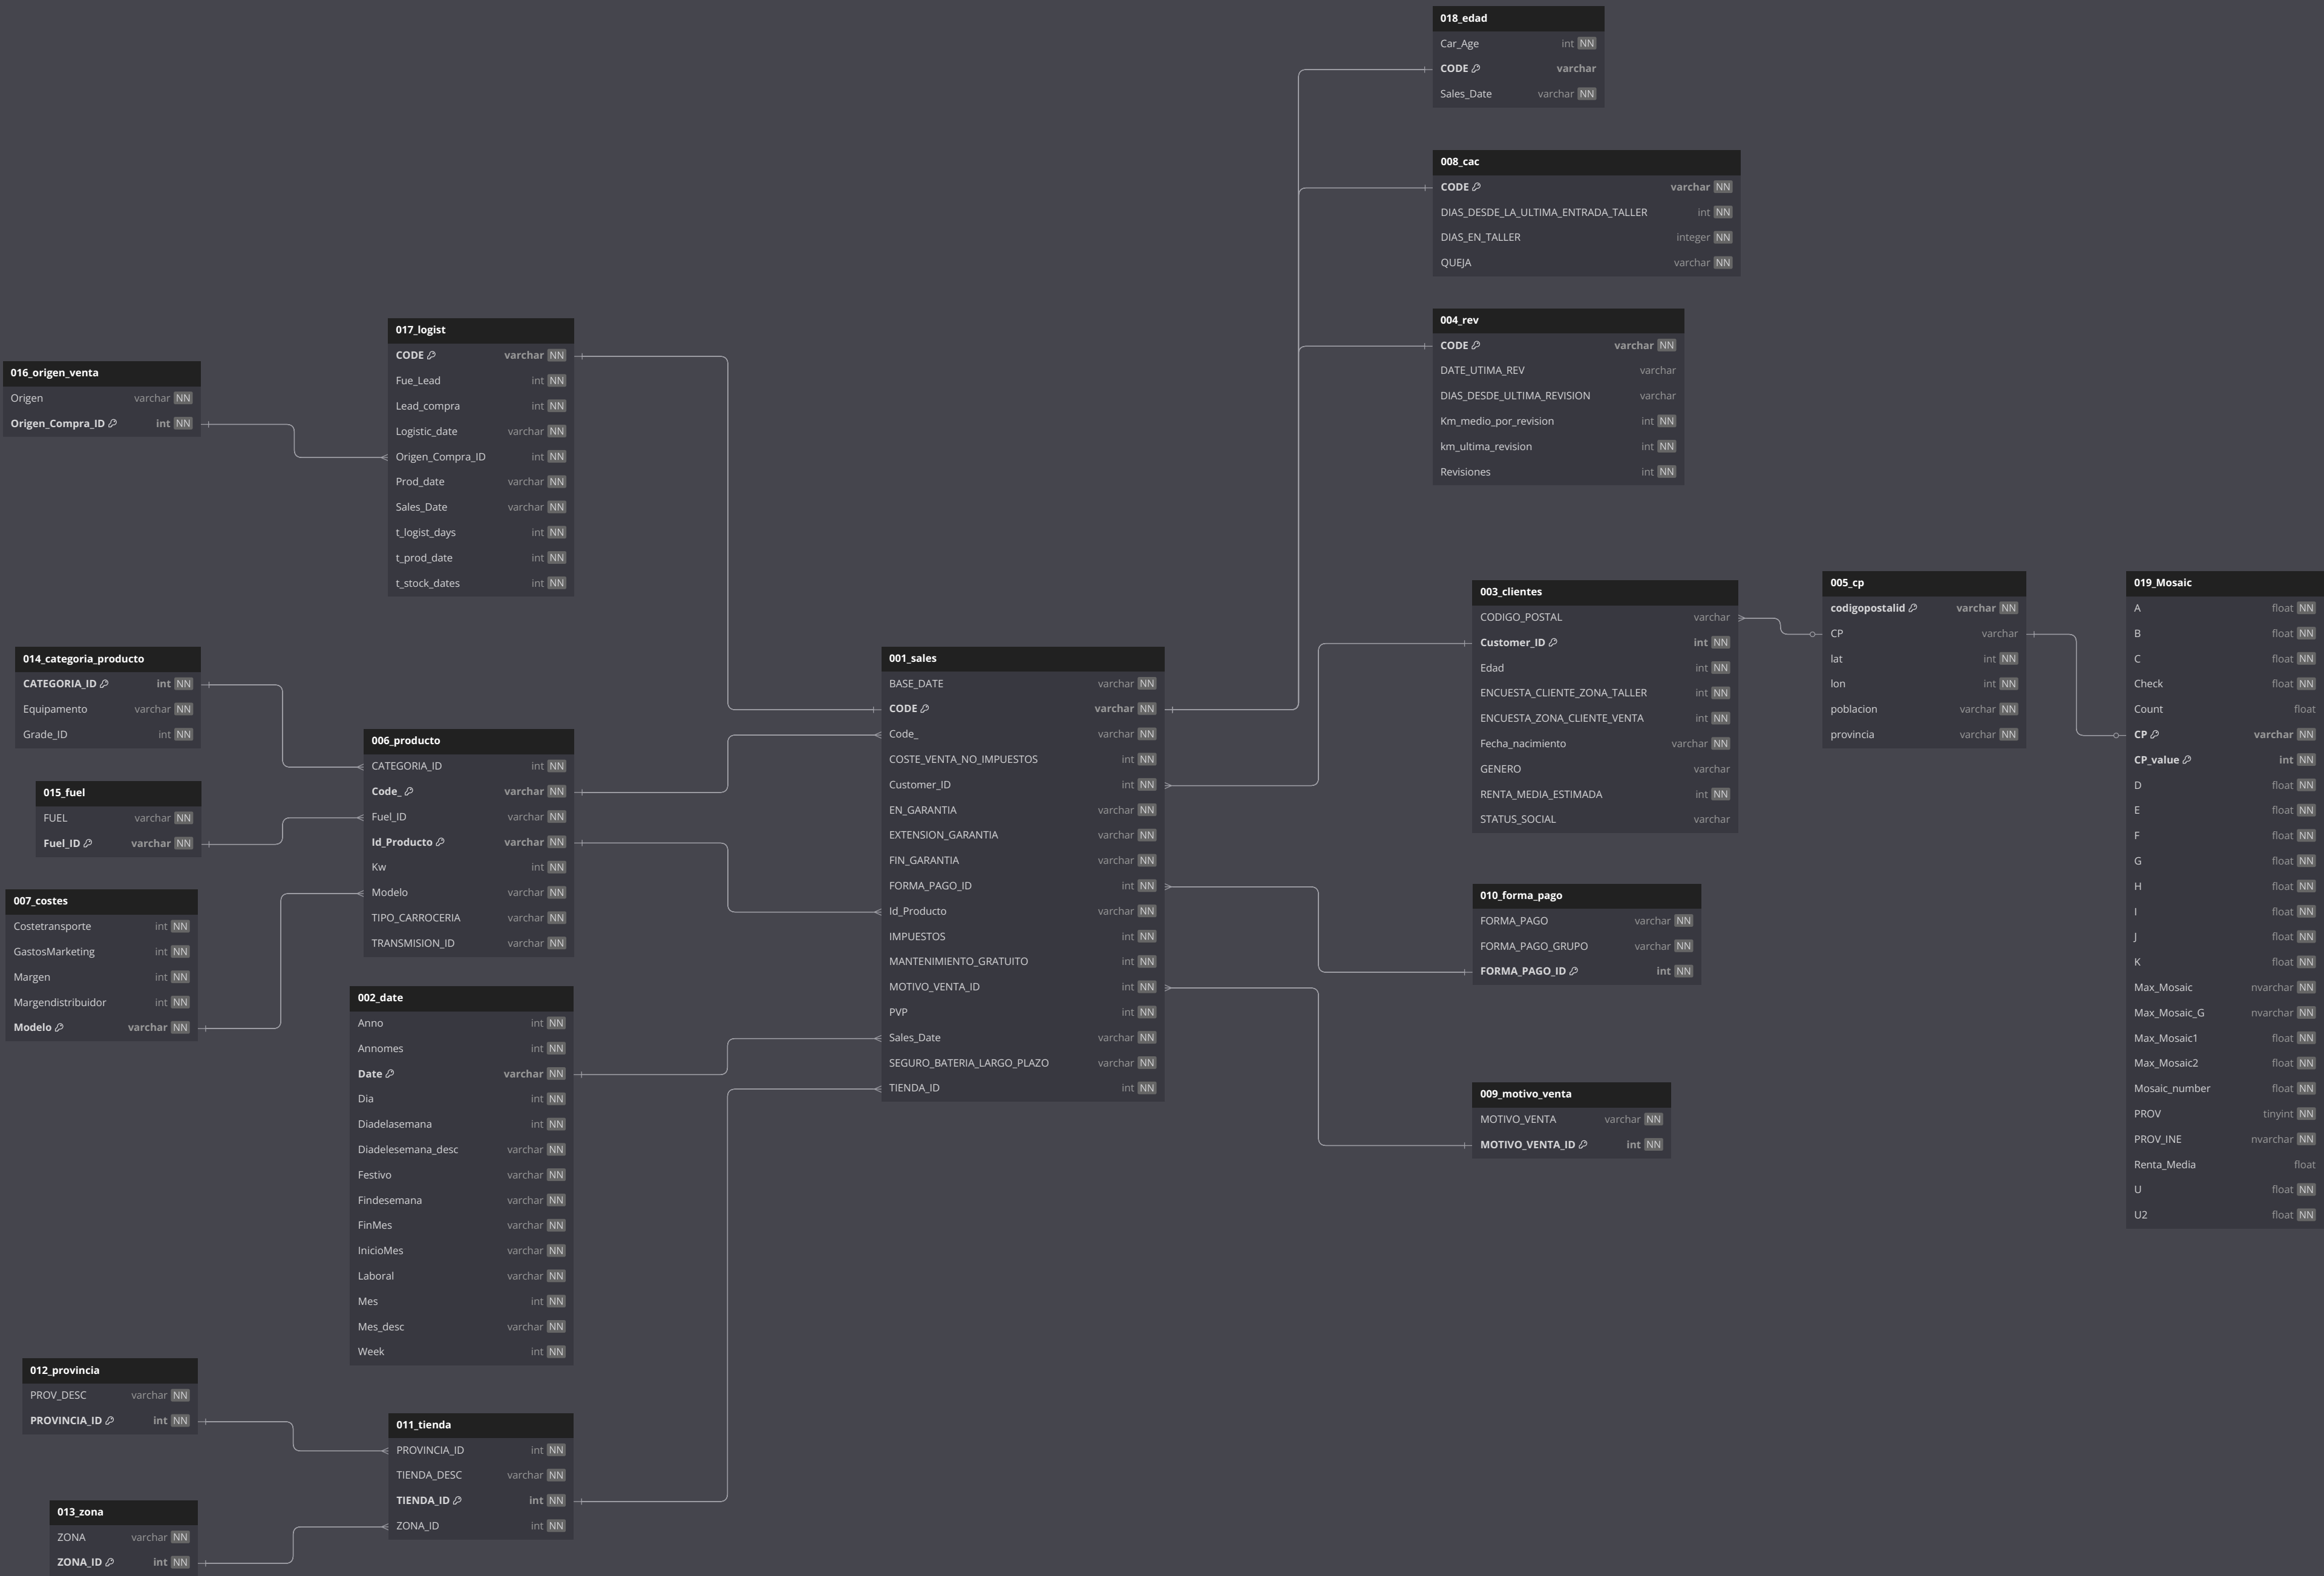 018_edad
Car_Age int NN
CODE varchar
Sales_Date varchar NN
008_cac
CODE varchar NN
DIAS_DESDE_LA_ULTIMA_ENTRADA_TALLER int NN
DIAS_EN_TALLER integer NN
QUEJA varchar NN
004_rev
CODE varchar NN
DATE_UTIMA_REV varchar
DIAS_DESDE_ULTIMA_REVISION varchar
Km_medio_por_revision int NN
km_ultima_revision int NN
Revisiones int NN
017_logist
CODE varchar NN
Fue_Lead int NN
Lead_compra int NN
Logistic_date varchar NN
Origen_Compra_ID int NN
Prod_date varchar NN
Sales_Date varchar NN
t_logist_days int NN
t_prod_date int NN
t_stock_dates int NN
016_origen_venta
Origen varchar NN
Origen_Compra_ID int NN
014_categoria_producto
CATEGORIA_ID int NN
Equipamento varchar NN
Grade_ID int NN
015_fuel
FUEL varchar NN
Fuel_ID varchar NN
007_costes
Costetransporte int NN
GastosMarketing int NN
Margen int NN
Margendistribuidor int NN
Modelo varchar NN
006_producto
CATEGORIA_ID int NN
Code_ varchar NN
Fuel_ID varchar NN
Id_Producto varchar NN
Kw int NN
Modelo varchar NN
TIPO_CARROCERIA varchar NN
TRANSMISION_ID varchar NN
002_date
Anno int NN
Annomes int NN
Date varchar NN
Dia int NN
Diadelasemana int NN
Diadelesemana_desc varchar NN
Festivo varchar NN
Findesemana varchar NN
FinMes varchar NN
InicioMes varchar NN
Laboral varchar NN
Mes int NN
Mes_desc varchar NN
Week int NN
012_provincia
PROV_DESC varchar NN
PROVINCIA_ID int NN
013_zona
ZONA varchar NN
ZONA_ID int NN
011_tienda
PROVINCIA_ID int NN
TIENDA_DESC varchar NN
TIENDA_ID int NN
ZONA_ID int NN
001_sales
BASE_DATE varchar NN
CODE varchar NN
Code_ varchar NN
COSTE_VENTA_NO_IMPUESTOS int NN
Customer_ID int NN
EN_GARANTIA varchar NN
EXTENSION_GARANTIA varchar NN
FIN_GARANTIA varchar NN
FORMA_PAGO_ID int NN
Id_Producto varchar NN
IMPUESTOS int NN
MANTENIMIENTO_GRATUITO int NN
MOTIVO_VENTA_ID int NN
PVP int NN
Sales_Date varchar NN
SEGURO_BATERIA_LARGO_PLAZO varchar NN
TIENDA_ID int NN
003_clientes
CODIGO_POSTAL varchar
Customer_ID int NN
Edad int NN
ENCUESTA_CLIENTE_ZONA_TALLER int NN
ENCUESTA_ZONA_CLIENTE_VENTA int NN
Fecha_nacimiento varchar NN
GENERO varchar
RENTA_MEDIA_ESTIMADA int NN
STATUS_SOCIAL varchar
010_forma_pago
FORMA_PAGO varchar NN
FORMA_PAGO_GRUPO varchar NN
FORMA_PAGO_ID int NN
009_motivo_venta
MOTIVO_VENTA varchar NN
MOTIVO_VENTA_ID int NN
005_cp
codigopostalid varchar NN
CP varchar
lat int NN
lon int NN
poblacion varchar NN
provincia varchar NN
019_Mosaic
A float NN
B float NN
C float NN
Check float NN
Count float
CP varchar NN
CP_value int NN
D float NN
E float NN
F float NN
G float NN
H float NN
I float NN
J float NN
K float NN
Max_Mosaic nvarchar NN
Max_Mosaic_G nvarchar NN
Max_Mosaic1 float NN
Max_Mosaic2 float NN
Mosaic_number float NN
PROV tinyint NN
PROV_INE nvarchar NN
Renta_Media float
U float NN
U2 float NN